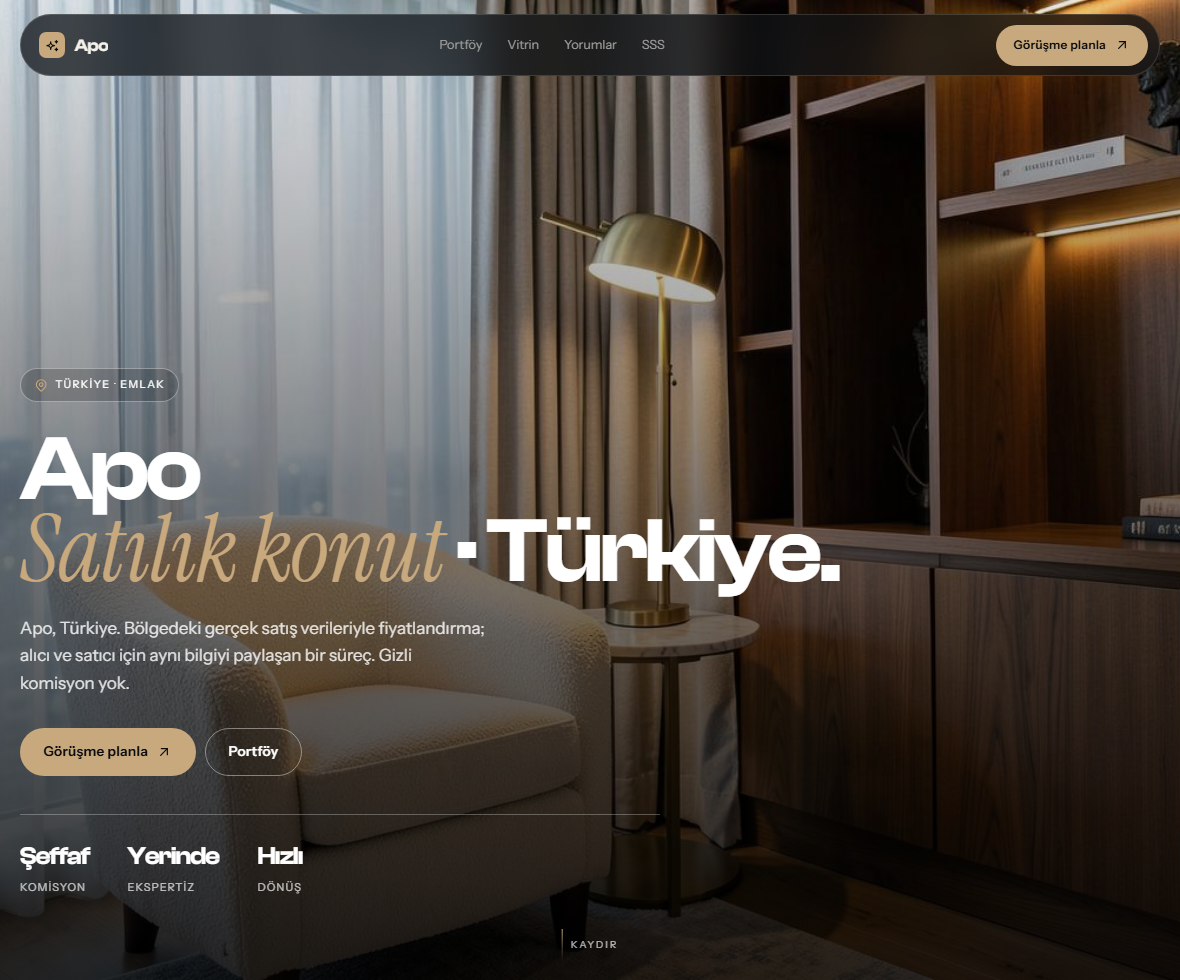 Apo
Portföy
Vitrin
Yorumlar
SSS
Görüşme planla
TÜRKİYE · EMLAK
Apo
Satılık konut · Türkiye.
Apo, Türkiye. Bölgedeki gerçek satış verileriyle fiyatlandırma;
alıcı ve satıcı için aynı bilgiyi paylaşan bir süreç. Gizli
komisyon yok.
Görüşme planla
Portföy
Şeffaf
KOMİSYON
Yerinde
EKSPERTİZ
Hızlı
DÖNÜŞ
KAYDIR